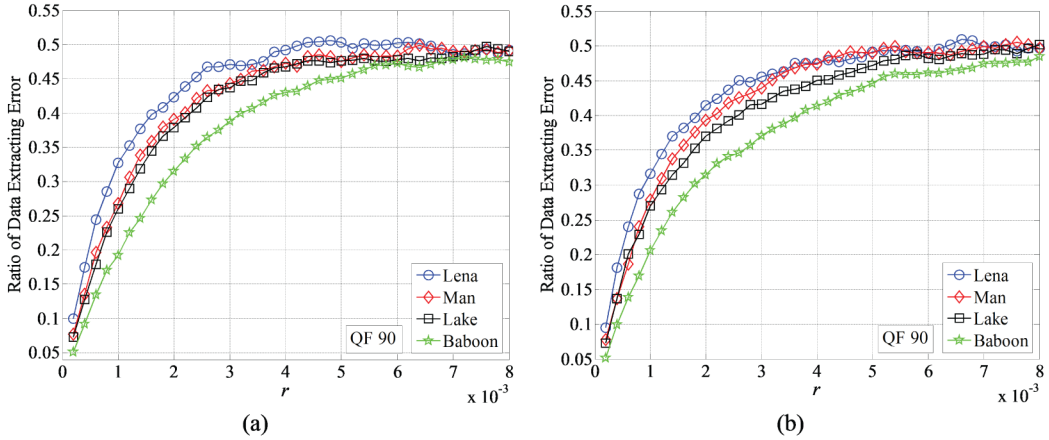 0.55
0.5
0.45
0.4
0.35
0.3
0.25
0.2
0.15
0.1
0.05
Ratio of Data Extracting Error
0
1
2
3
4
5
6
7
8
x 10⁻³
r
QF 90
Lena
Man
Lake
Baboon
(a)
0.55
0.5
0.45
0.4
0.35
0.3
0.25
0.2
0.15
0.1
0.05
Ratio of Data Extracting Error
0
1
2
3
4
5
6
7
8
x 10⁻³
r
QF 90
Lena
Man
Lake
Baboon
(b)